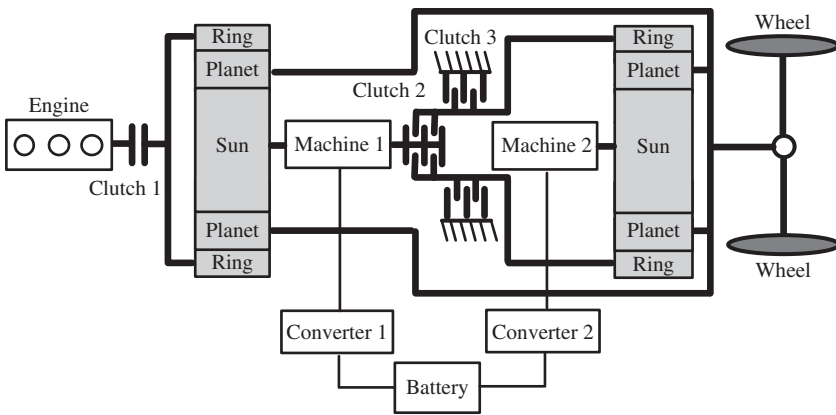 Wheel
Ring
Clutch 3
Ring
Planet
Planet
Clutch 2
Engine
Sun
Machine 1
Machine 2
Sun
Clutch 1
Planet
Planet
Ring
Ring
Wheel
Converter 1
Converter 2
Battery